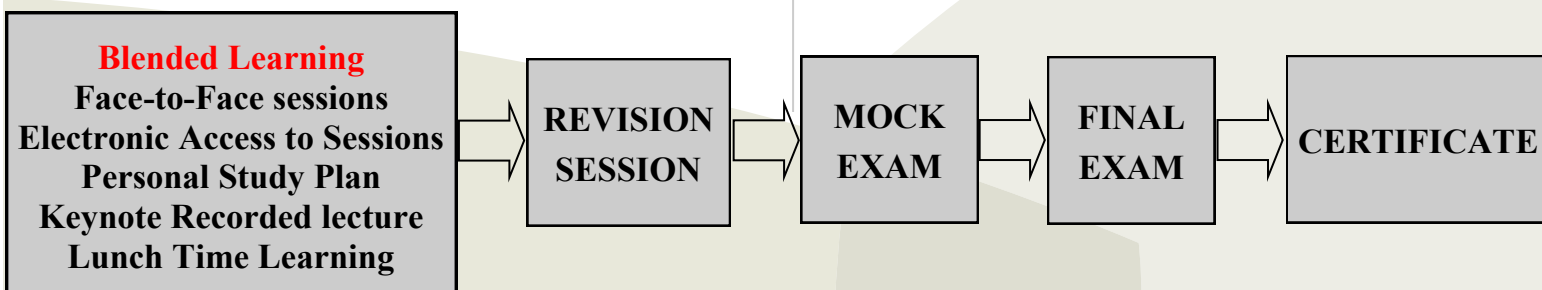 Blended Learning
Face-to-Face sessions
Electronic Access to Sessions
Personal Study Plan
Keynote Recorded lecture
Lunch Time Learning
REVISION
SESSION
MOCK
EXAM
FINAL
EXAM
CERTIFICATE